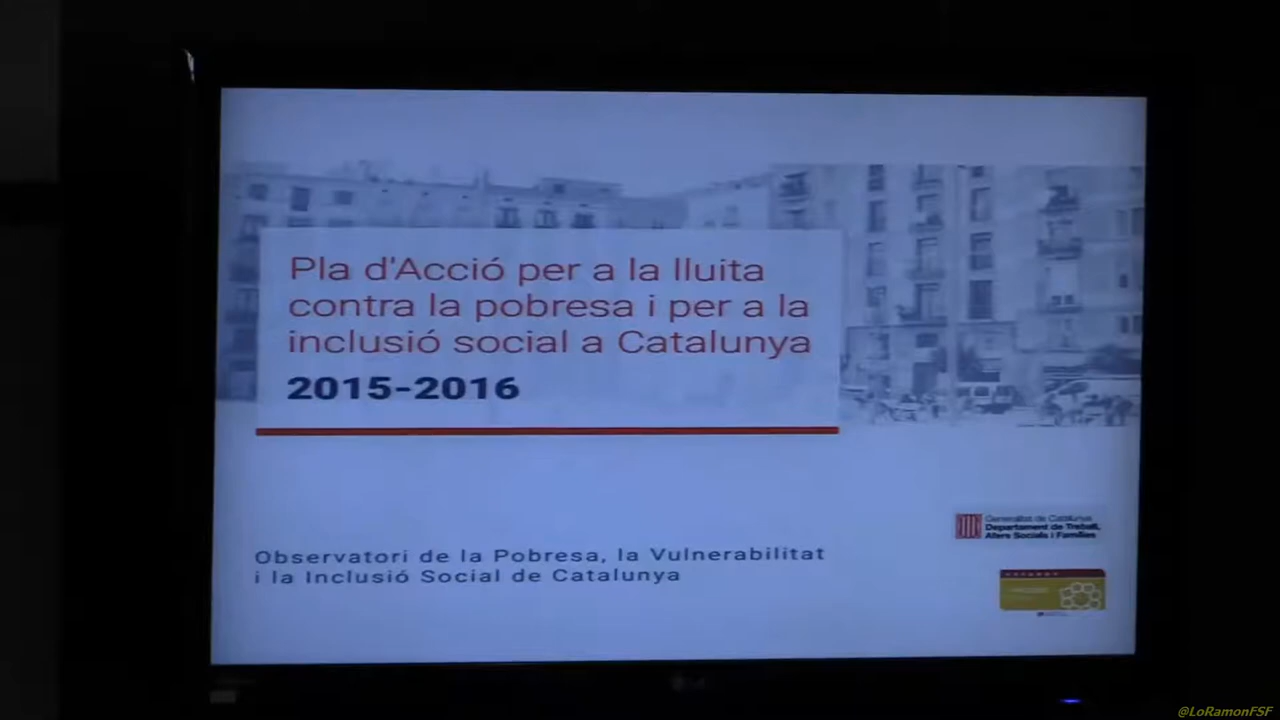 Pla d'Acció per a la lluita
contra la pobresa i per a la
inclusió social a Catalunya
2015-2016
Observatori de la Pobresa, la Vulnerabilitat
i la Inclusió Social de Catalunya
Generalitat de Catalunya
Departament de Treball,
Afers Socials i Famílies
LG
@LoRamonFSF